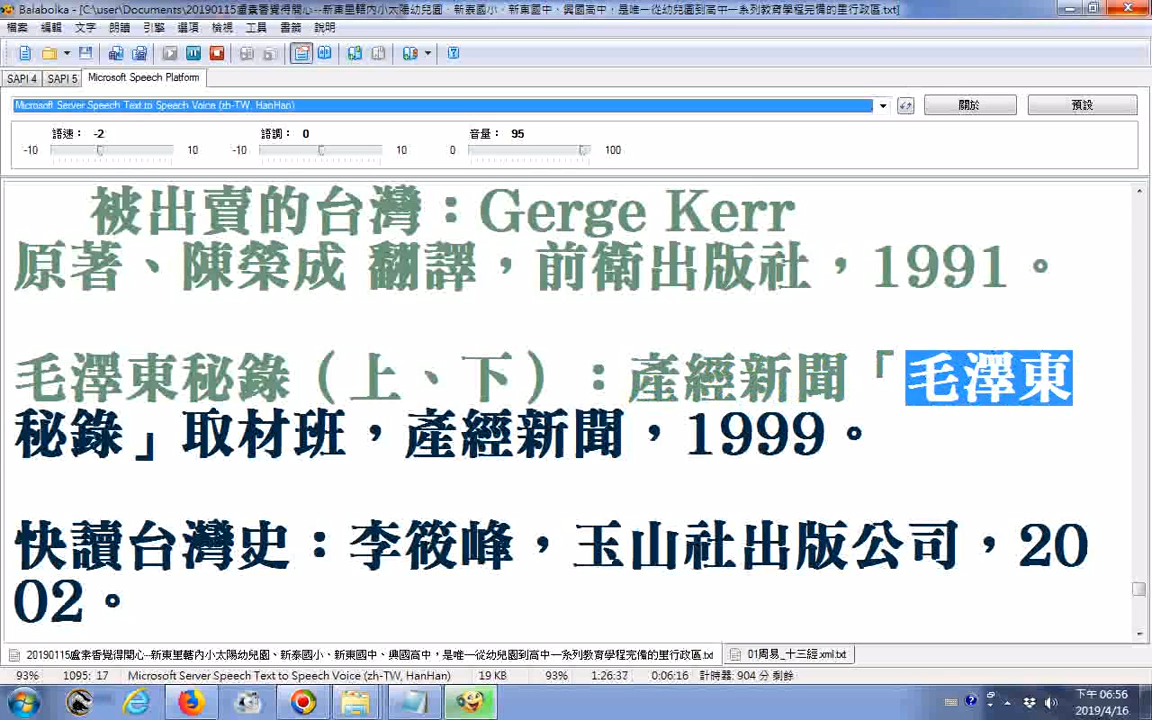 Balabolka - [C:\user\Documents\20190115盧素香覺得開心--新東里轄內小太陽幼兒園、新泰國小、新東國中、興國高中，是唯一從幼兒園到高中一系列教育學程完備的里行政區.txt]
檔案 編輯 文字 朗讀 引擎 選項 檢視 工具 書籤 說明
SAPI 4 SAPI 5 Microsoft Speech Platform
Microsoft Server Speech Text to Speech Voice (zh-TW, HanHan)
關於 預設
語速： -2 語調： 0 音量： 95
-10 10 -10 10 0 100
被出賣的台灣：Gerge Kerr
原著、陳榮成 翻譯，前衛出版社，1991。
毛澤東秘錄（上、下）：產經新聞「毛澤東
秘錄」取材班，產經新聞，1999。
快讀台灣史：李筱峰，玉山社出版公司，20
02。
20190115盧素香覺得開心--新東里轄內小太陽幼兒園、新泰國小、新東國中、興國高中，是唯一從幼兒園到高中一系列教育學程完備的里行政區.txt 01周易_十三經.xml.txt
93% 1095: 17 Microsoft Server Speech Text to Speech Voice (zh-TW, HanHan) 19 KB 93% 1:26:37 0:06:16 計時器: 904 分 剩餘
下午 06:56
2019/4/16